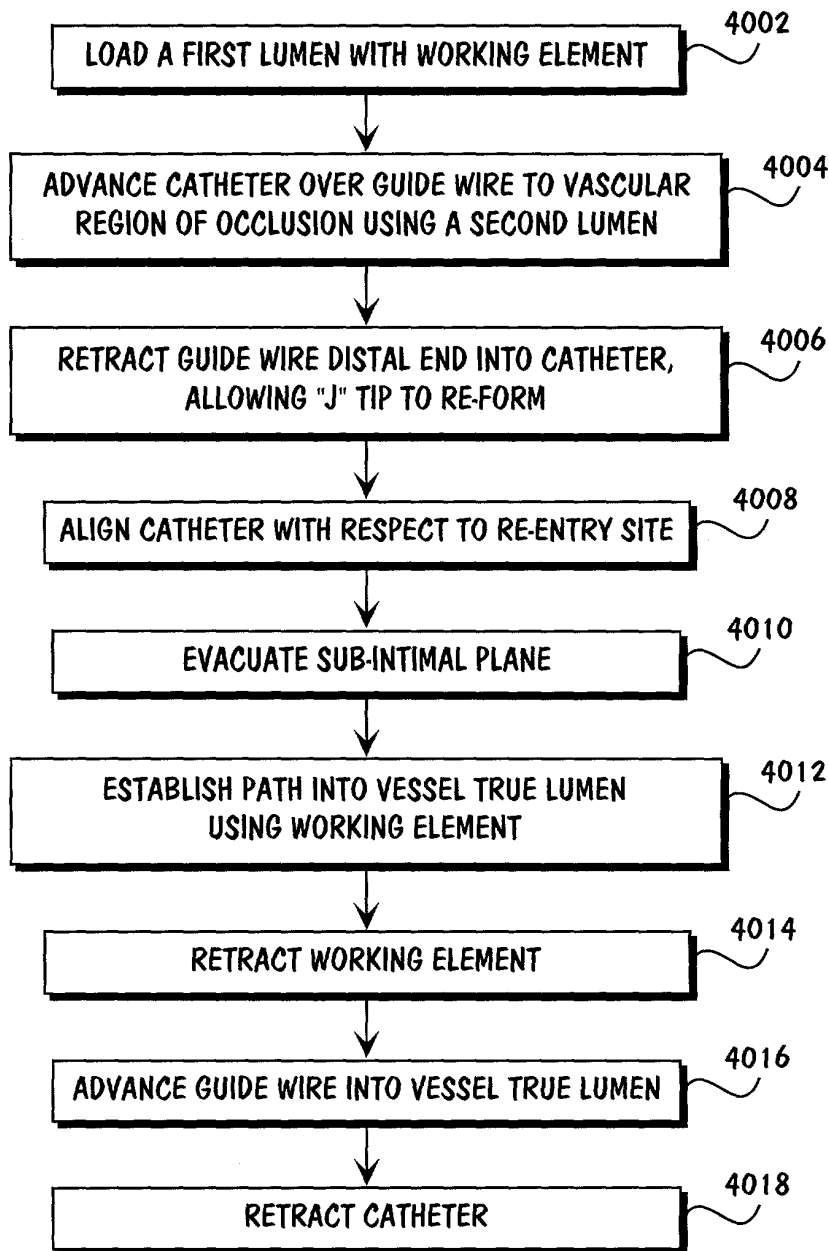 4002
LOAD A FIRST LUMEN WITH WORKING ELEMENT
4004
ADVANCE CATHETER OVER GUIDE WIRE TO VASCULAR
REGION OF OCCLUSION USING A SECOND LUMEN
4006
RETRACT GUIDE WIRE DISTAL END INTO CATHETER,
ALLOWING "J" TIP TO RE-FORM
4008
ALIGN CATHETER WITH RESPECT TO RE-ENTRY SITE
4010
EVACUATE SUB-INTIMAL PLANE
4012
ESTABLISH PATH INTO VESSEL TRUE LUMEN
USING WORKING ELEMENT
4014
RETRACT WORKING ELEMENT
4016
ADVANCE GUIDE WIRE INTO VESSEL TRUE LUMEN
4018
RETRACT CATHETER